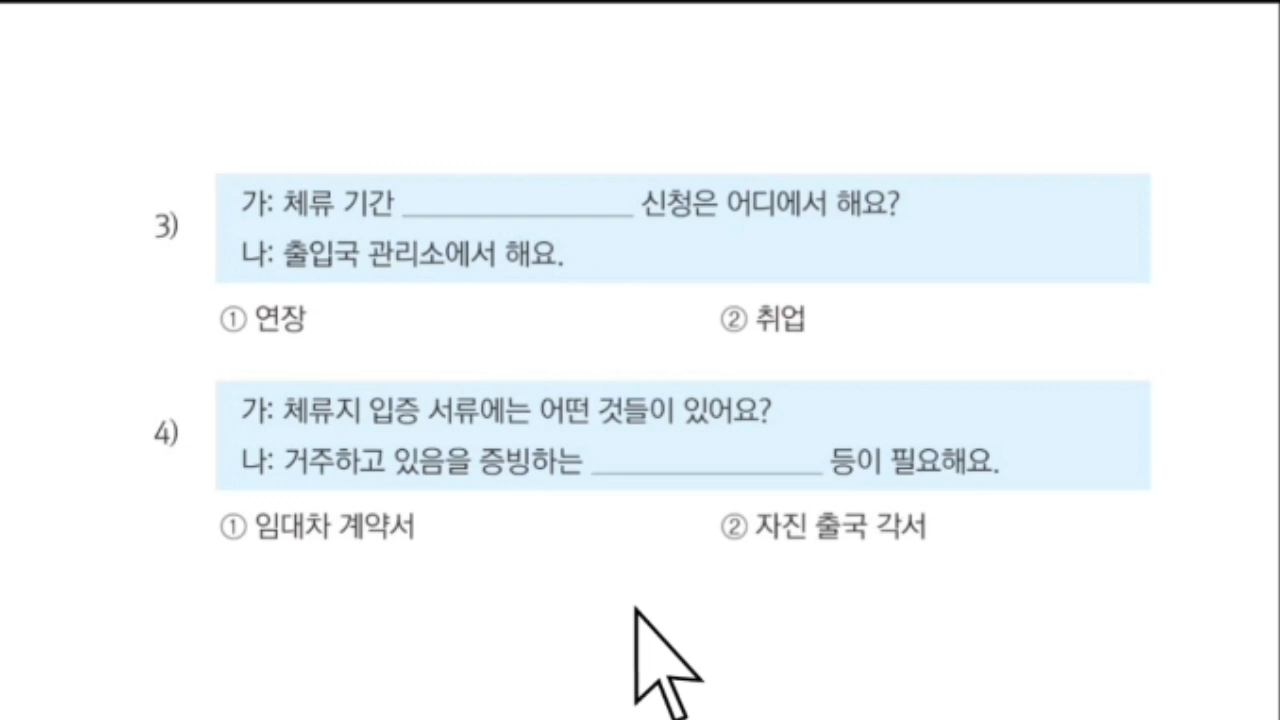 3)
가: 체류 기간 ________________ 신청은 어디에서 해요?
나: 출입국 관리소에서 해요.
① 연장 ② 취업
4)
가: 체류지 입증 서류에는 어떤 것들이 있어요?
나: 거주하고 있음을 증빙하는 ________________ 등이 필요해요.
① 임대차 계약서 ② 자진 출국 각서